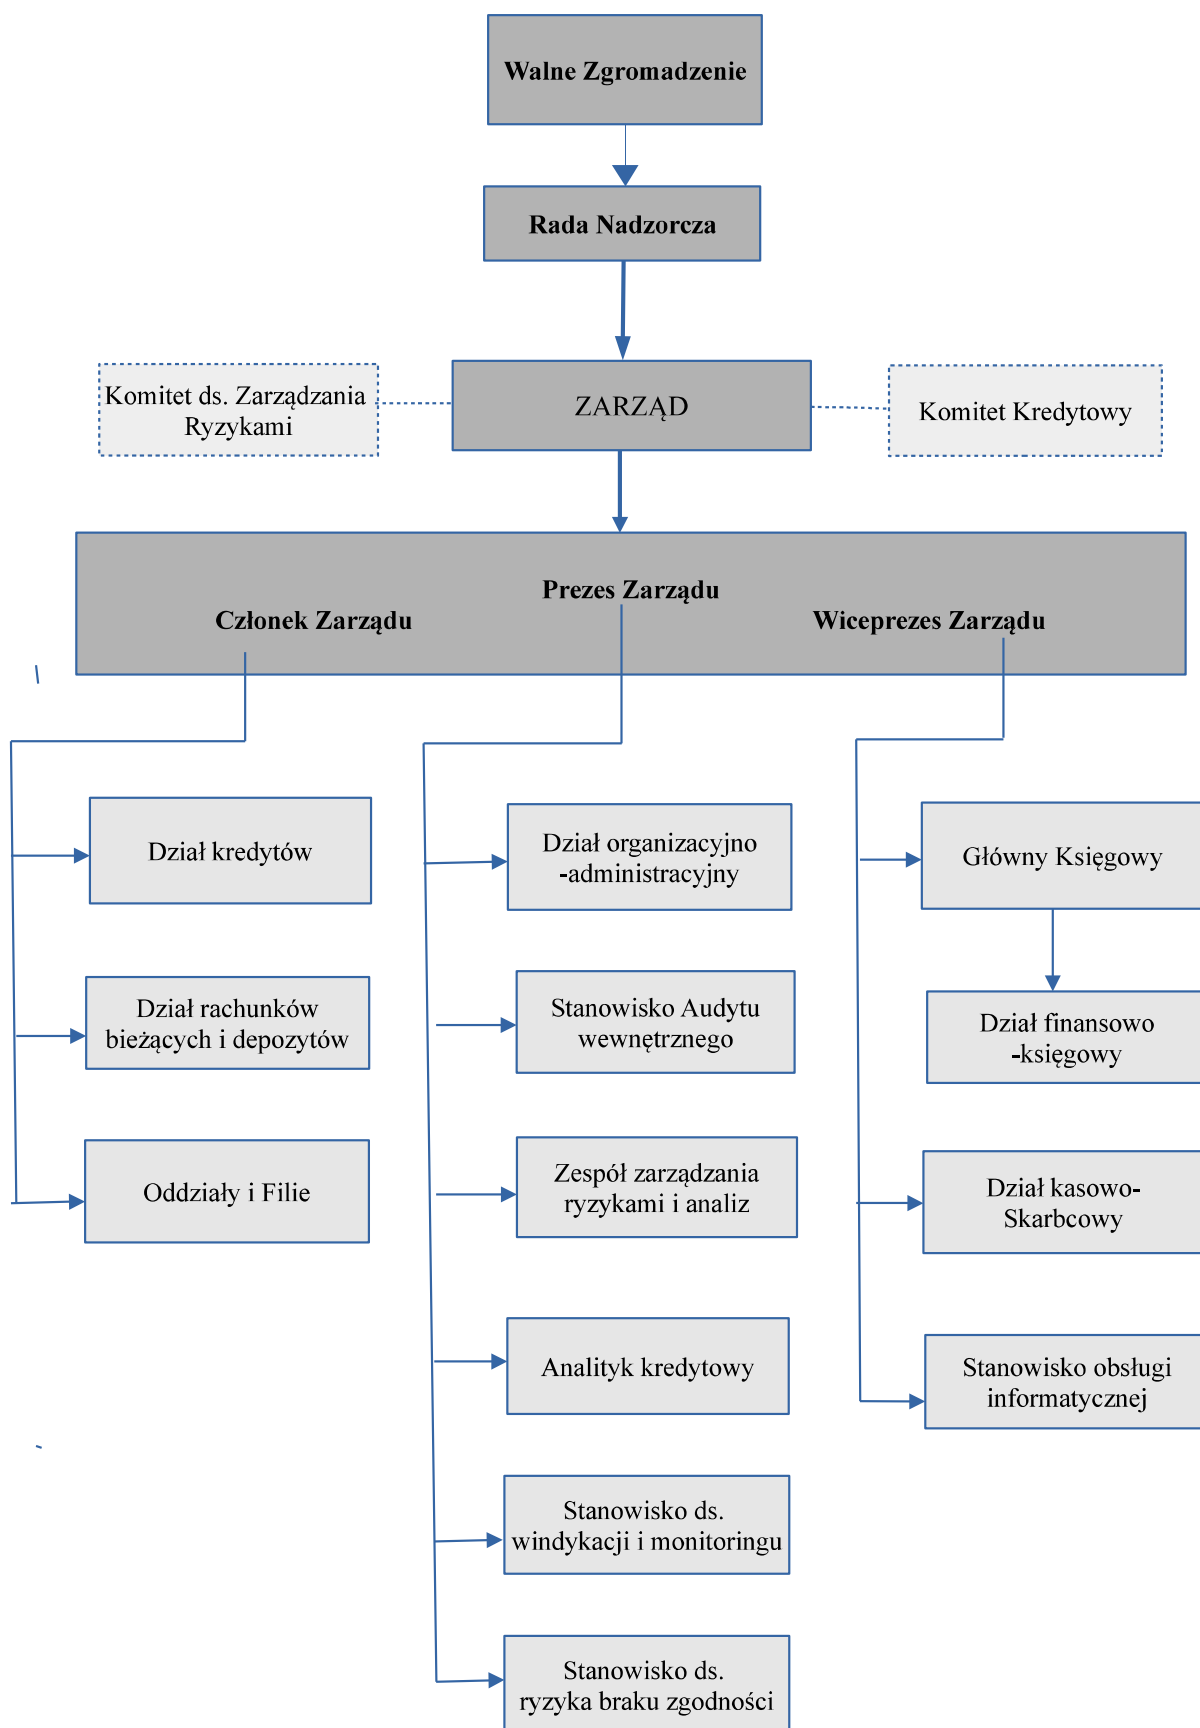 Walne Zgromadzenie
Rada Nadzorcza
Komitet ds. Zarządzania
Ryzykami
ZARZĄD
Komitet Kredytowy
Prezes Zarządu
Członek Zarządu
Wiceprezes Zarządu
Dział kredytów
Dział rachunków
bieżących i depozytów
Oddziały i Filie
Dział organizacyjno
-administracyjny
Stanowisko Audytu
wewnętrznego
Zespół zarządzania
ryzykami i analiz
Analityk kredytowy
Stanowisko ds.
windykacji i monitoringu
Stanowisko ds.
ryzyka braku zgodności
Główny Księgowy
Dział finansowo
-księgowy
Dział kasowo-
Skarbcowy
Stanowisko obsługi
informatycznej